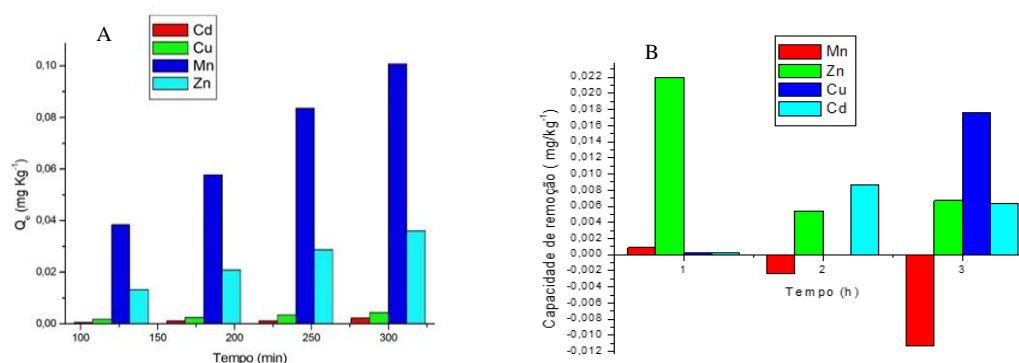 A
Cd
Cu
Mn
Zn
0,10
0,08
0,06
0,04
0,02
0,00
Qe (mg Kg-1)
100 150 200 250 300
Tempo (min)
B
Mn
Zn
Cu
Cd
0,022
0,020
0,018
0,016
0,014
0,012
0,010
0,008
0,006
0,004
0,002
0,000
-0,002
-0,004
-0,006
-0,008
-0,010
-0,012
Capacidade de remoção ( mg/kg-1)
1 2 3
Tempo (h)